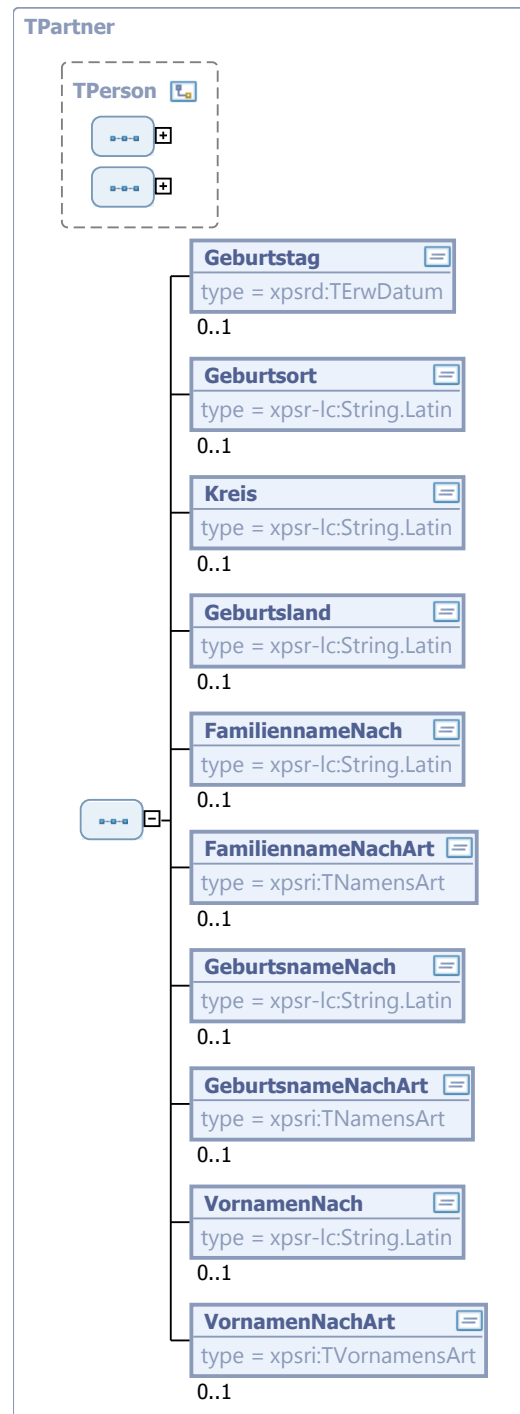 TPartner
TPerson
Geburtstag
type = xpsrd:TErwDatum
0..1
Geburtsort
type = xpsr-lc:String.Latin
0..1
Kreis
type = xpsr-lc:String.Latin
0..1
Geburtsland
type = xpsr-lc:String.Latin
0..1
FamiliennameNach
type = xpsr-lc:String.Latin
0..1
FamiliennameNachArt
type = xpsri:TNamensArt
0..1
GeburtsnameNach
type = xpsr-lc:String.Latin
0..1
GeburtsnameNachArt
type = xpsri:TNamensArt
0..1
VornamenNach
type = xpsr-lc:String.Latin
0..1
VornamenNachArt
type = xpsri:TVornamensArt
0..1